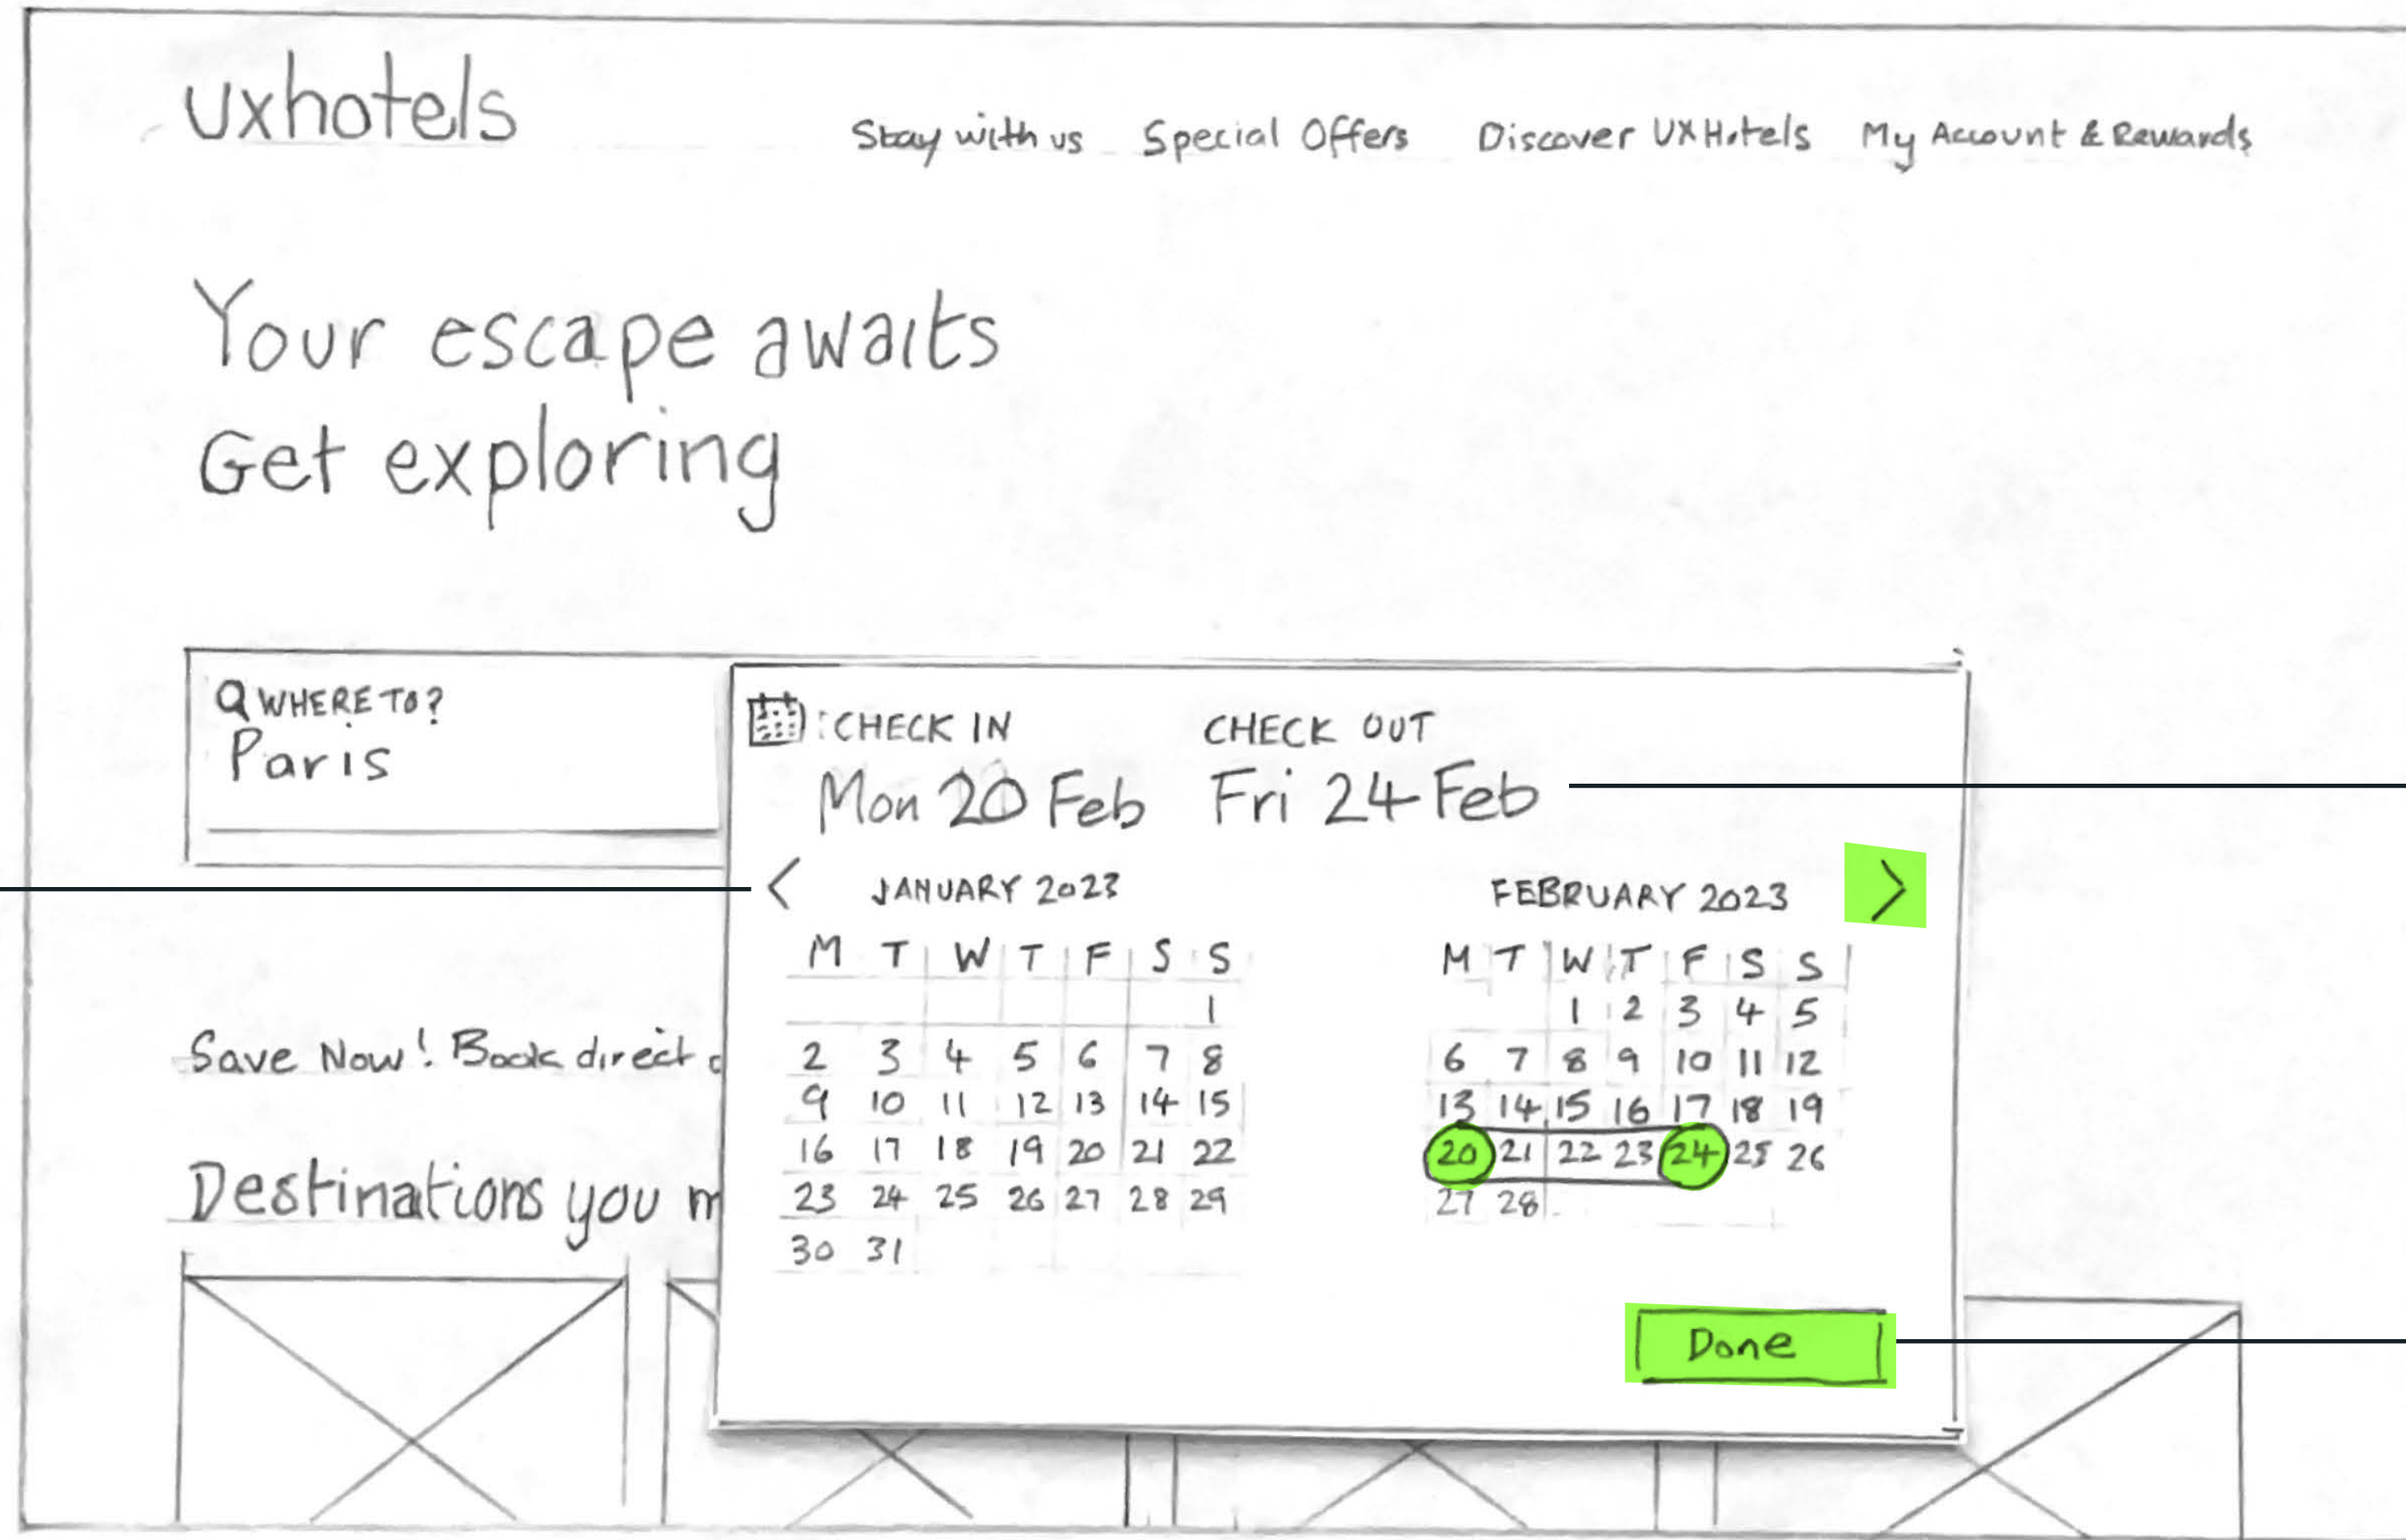 uxhotels
Stay with us Special Offers Discover UXHotels My Account & Rewards
Your escape awaits
Get exploring
WHERE TO?
Paris
CHECK IN CHECK OUT
Mon 20 Feb Fri 24 Feb
< JANUARY 2023 FEBRUARY 2023 >
M T W T F S S
1
2 3 4 5 6 7 8
9 10 11 12 13 14 15
16 17 18 19 20 21 22
23 24 25 26 27 28 29
30 31
M T W T F S S
1 2 3 4 5
6 7 8 9 10 11 12
13 14 15 16 17 18 19
20 21 22 23 24 25 26
27 28
Done
Save Now! Book direct
Destinations you m